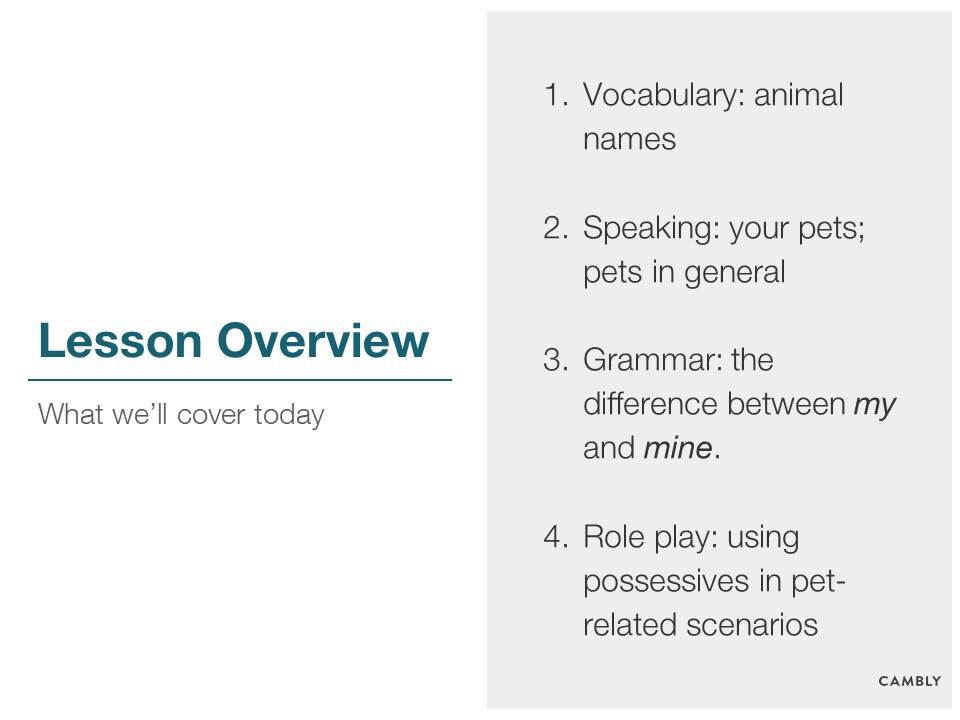 Lesson Overview
What we’ll cover today
1. Vocabulary: animal
names
2. Speaking: your pets;
pets in general
3. Grammar: the
difference between my
and mine.
4. Role play: using
possessives in pet-
related scenarios
CAMBLY